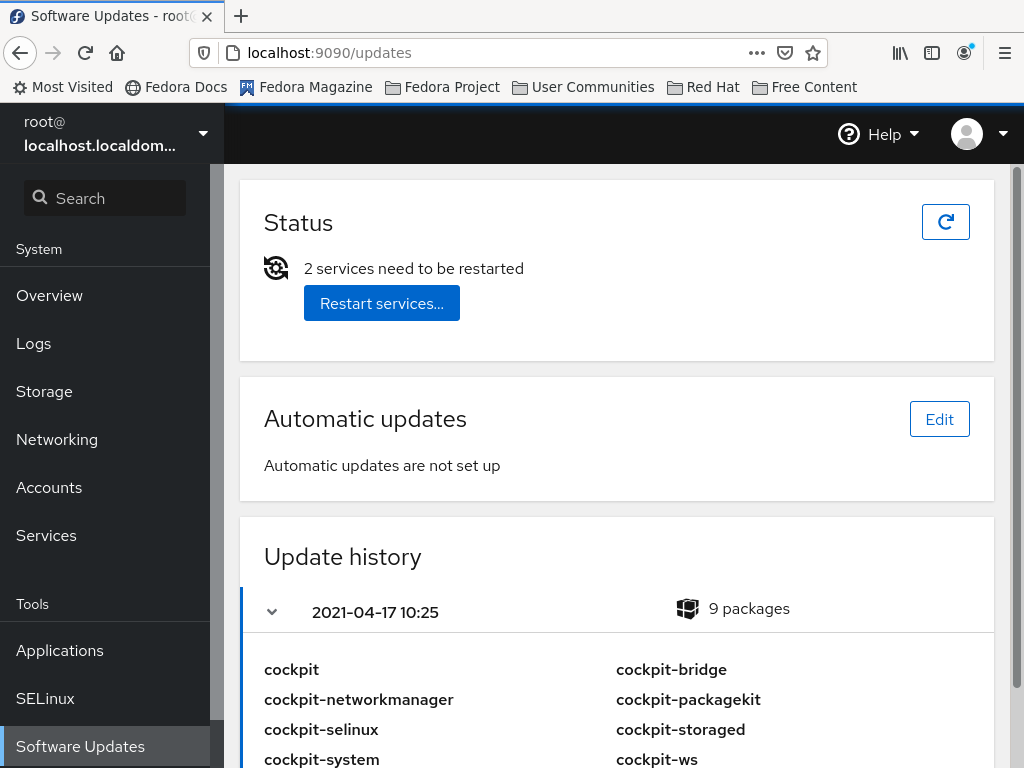 Software Updates - root
localhost:9090/updates
Most Visited
Fedora Docs
Fedora Magazine
Fedora Project
User Communities
Red Hat
Free Content
root@
localhost.localdom...
Help
Search
System
Overview
Logs
Storage
Networking
Accounts
Services
Tools
Applications
SELinux
Software Updates
Status
2 services need to be restarted
Restart services...
Automatic updates
Edit
Automatic updates are not set up
Update history
2021-04-17 10:25
9 packages
cockpit
cockpit-bridge
cockpit-networkmanager
cockpit-packagekit
cockpit-selinux
cockpit-storaged
cockpit-system
cockpit-ws